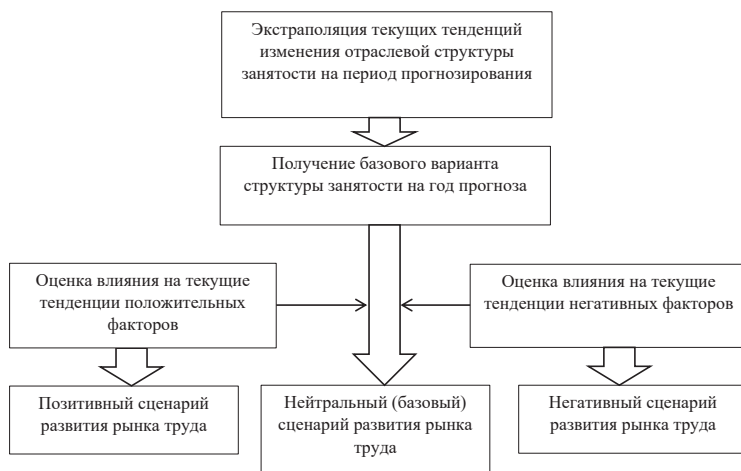 Экстраполяция текущих тенденций
изменения отраслевой структуры
занятости на период прогнозирования
Получение базового варианта
структуры занятости на год прогноза
Оценка влияния на текущие
тенденции положительных
факторов
Оценка влияния на текущие
тенденции негативных факторов
Позитивный сценарий
развития рынка труда
Нейтральный (базовый)
сценарий развития рынка
труда
Негативный сценарий
развития рынка труда